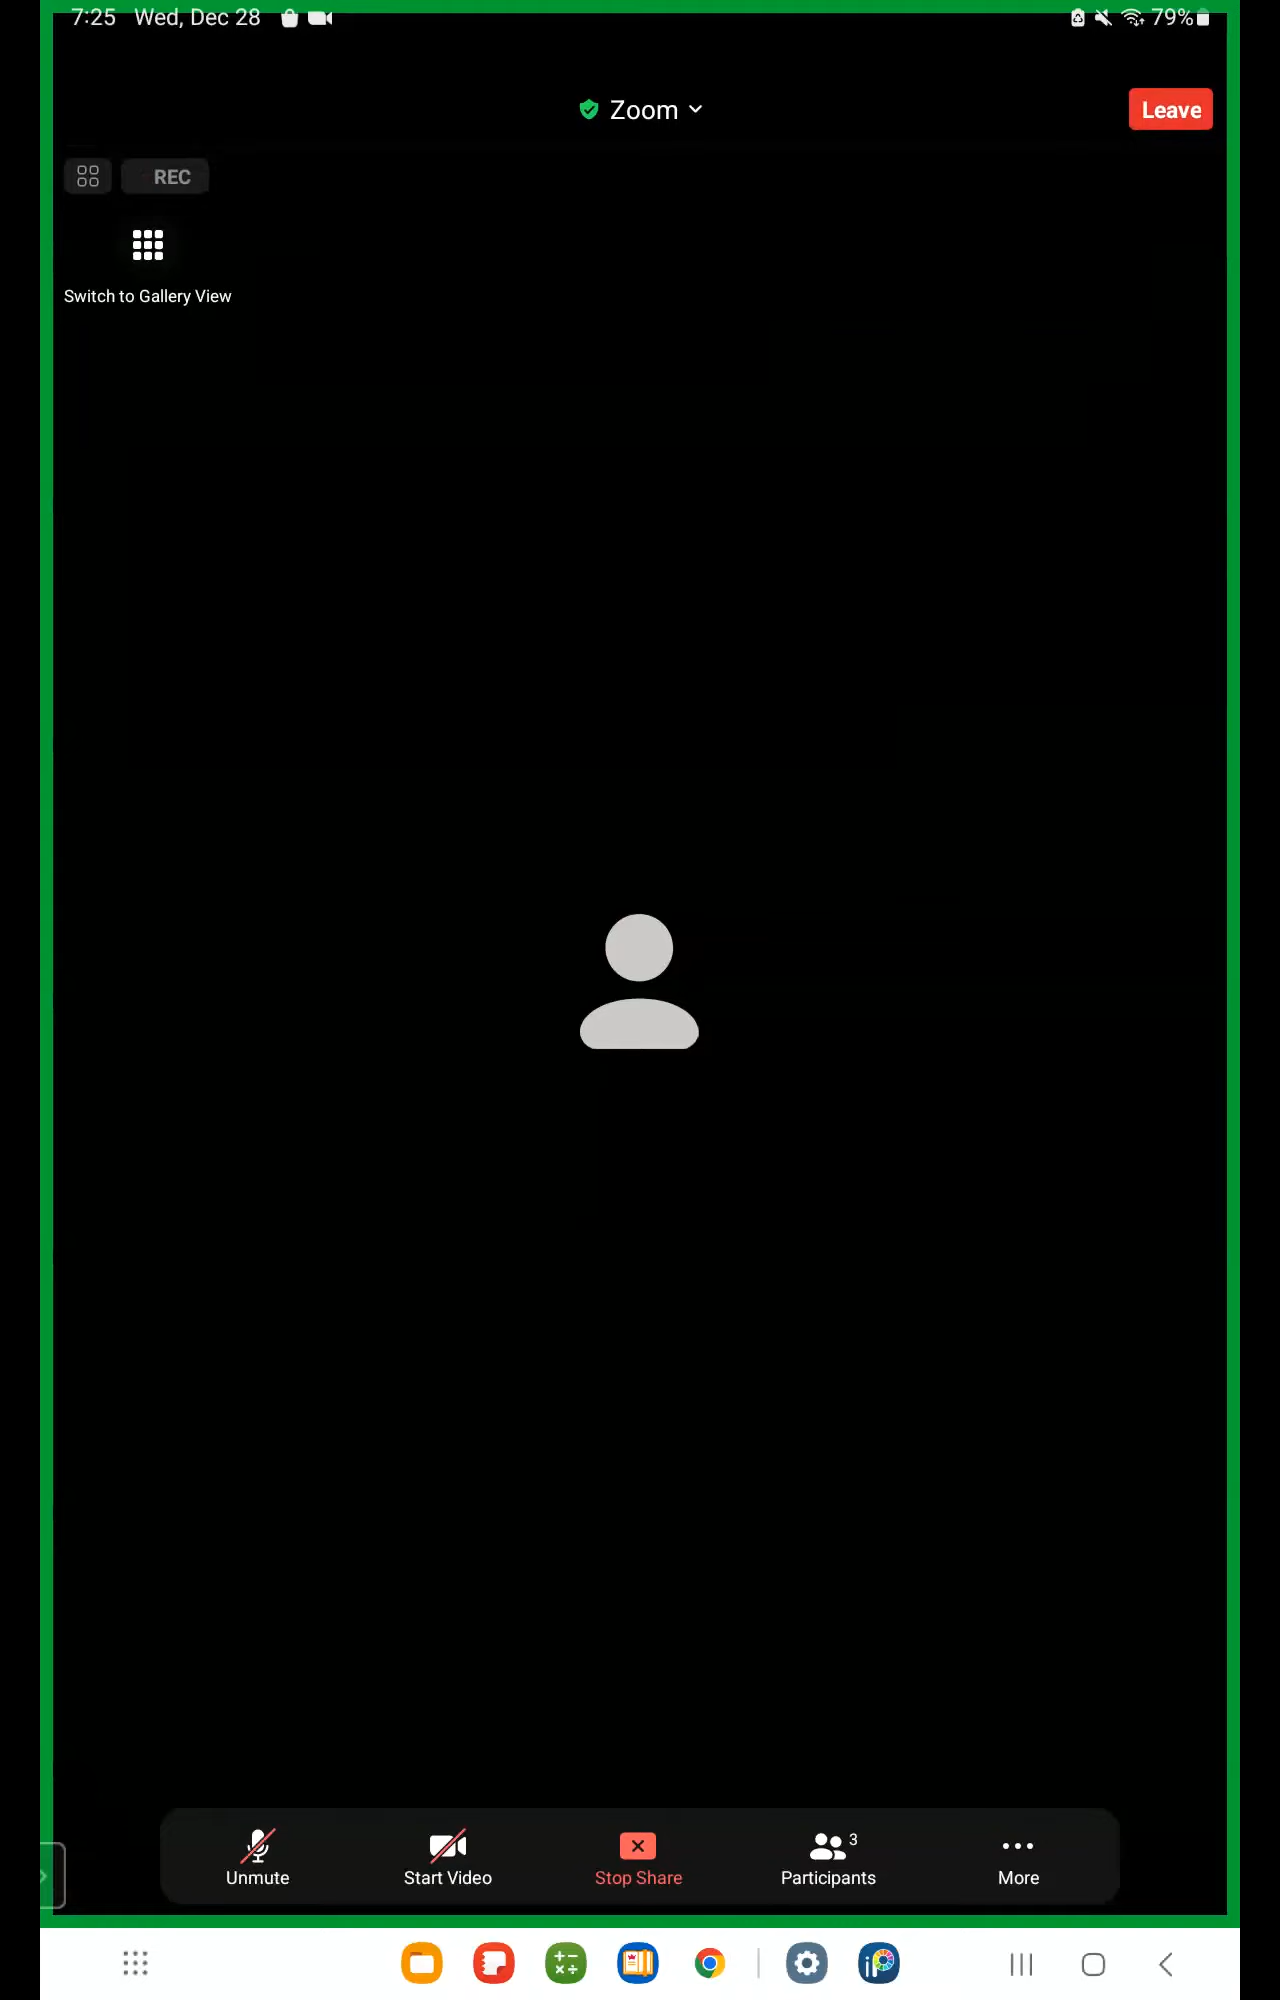 7:25 Wed, Dec 28
79%
Zoom
Leave
REC
Switch to Gallery View
3
Unmute
Start Video
Stop Share
Participants
More